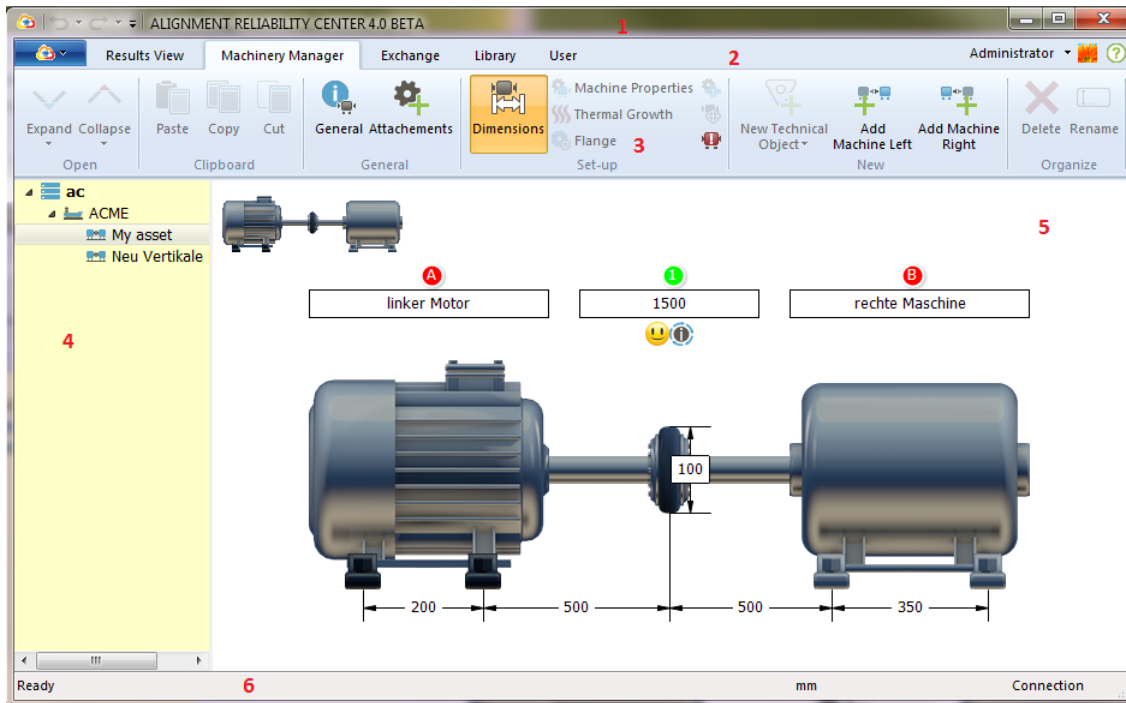 ALIGNMENT RELIABILITY CENTER 4.0 BETA 1
Results View Machinery Manager Exchange Library User 2 Administrator ?
Expand Collapse Paste Copy Cut General Attachements Dimensions
Machine Properties
Thermal Growth
Flange 3
New Technical Object
Add Machine Left
Add Machine Right
Delete Rename
Open Clipboard General Set-up New Organize
ac
ACME
My asset
Neu Vertikale
4
5
A 1 B
linker Motor 1500 rechte Maschine
100
200 500 500 350
Ready 6 mm Connection